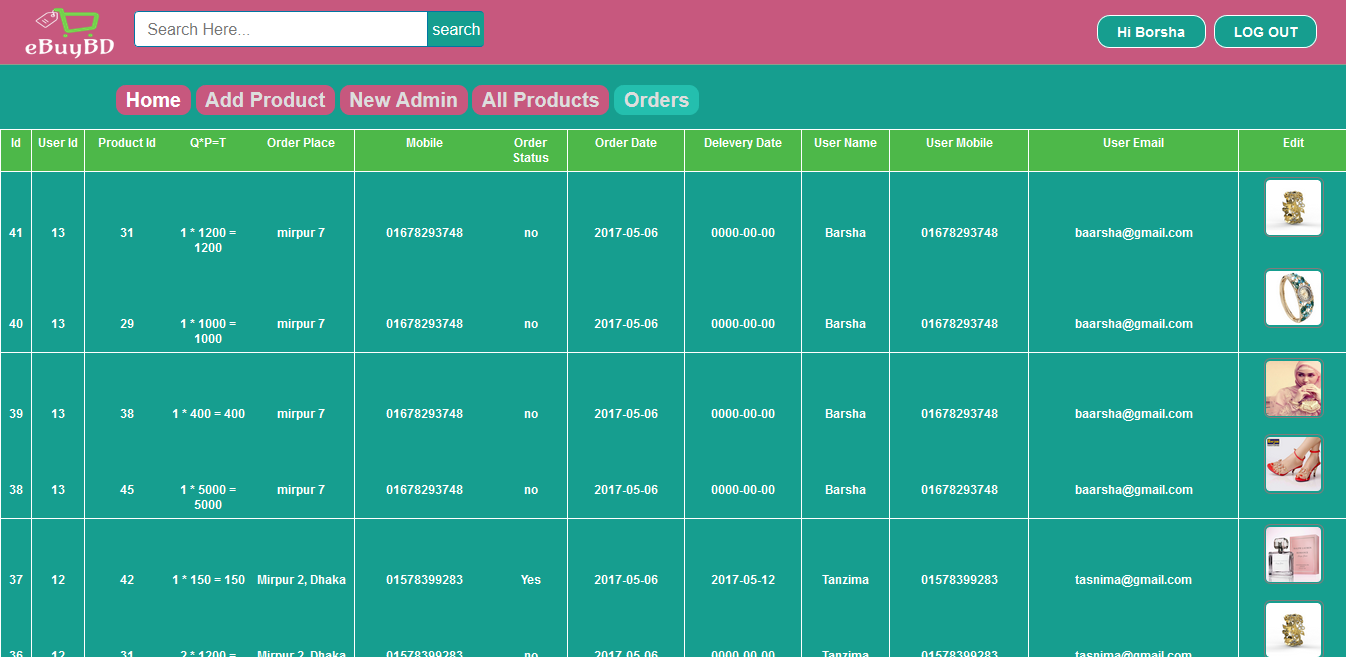 eBuyBD
Search Here... search
Hi Borsha LOG OUT
Home Add Product New Admin All Products Orders
Id User Id Product Id Q*P=T Order Place Mobile Order Status Order Date Delevery Date User Name User Mobile User Email Edit
41 13 31 1 * 1200 = 1200 mirpur 7 01678293748 no 2017-05-06 0000-00-00 Barsha 01678293748 baarsha@gmail.com
40 13 29 1 * 1000 = 1000 mirpur 7 01678293748 no 2017-05-06 0000-00-00 Barsha 01678293748 baarsha@gmail.com
39 13 38 1 * 400 = 400 mirpur 7 01678293748 no 2017-05-06 0000-00-00 Barsha 01678293748 baarsha@gmail.com
38 13 45 1 * 5000 = 5000 mirpur 7 01678293748 no 2017-05-06 0000-00-00 Barsha 01678293748 baarsha@gmail.com
37 12 42 1 * 150 = 150 Mirpur 2, Dhaka 01578399283 Yes 2017-05-06 2017-05-12 Tanzima 01578399283 tasnima@gmail.com
36 12 31 2 * 1200 = Mirpur 2, Dhaka 01578399283 no 2017-05-06 0000-00-00 Tanzima 01578399283 tasnima@gmail.com